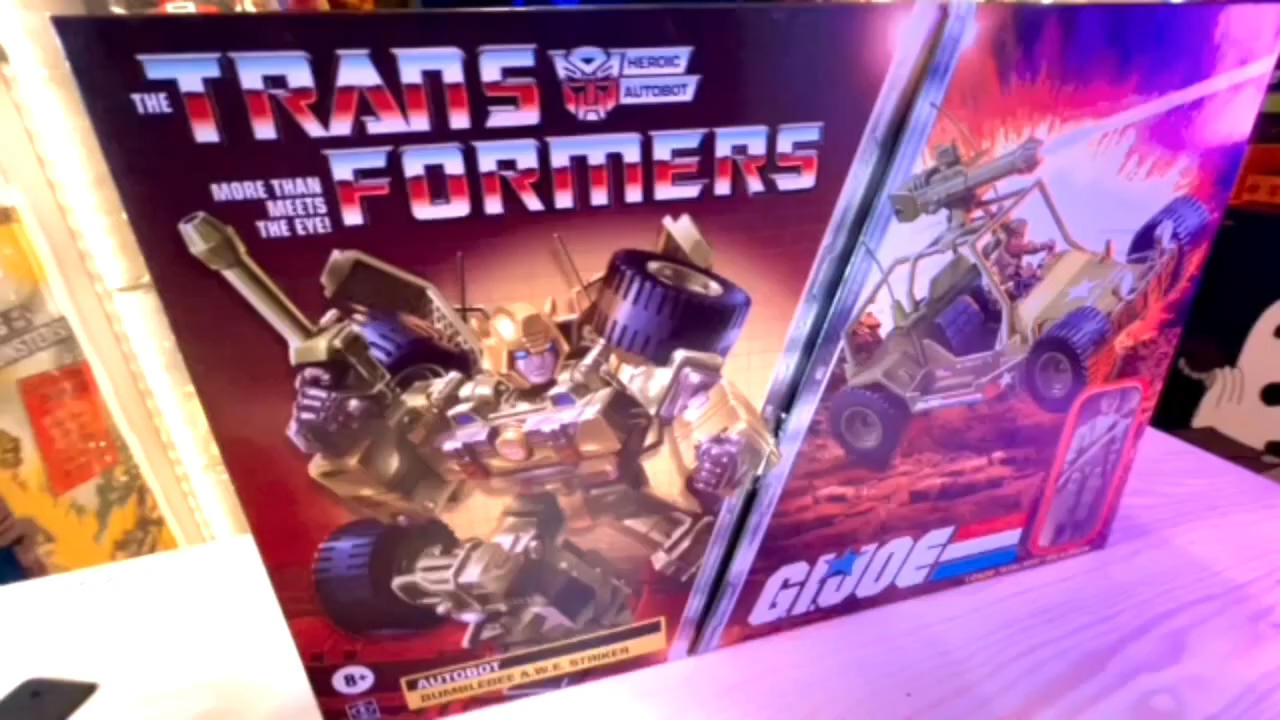 THE
TRANS
HEROIC
AUTOBOT
FORMERS
MORE THAN
MEETS
THE EYE!
G.I.JOE
8+
AUTOBOT
BUMBLEBEE A.W.E. STRIKER